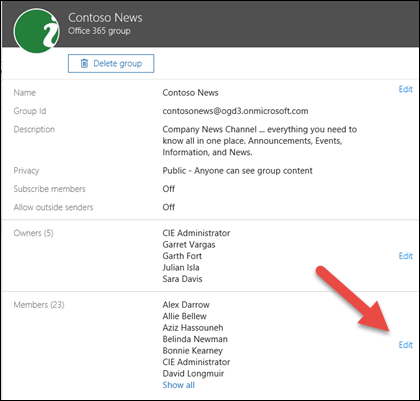 Contoso News
Office 365 group
Delete group
Name Contoso News Edit
Group Id contosonews@ogd3.onmicrosoft.com
Description Company News Channel ... everything you need to
know all in one place. Announcements, Events,
Information, and News.
Privacy Public - Anyone can see group content
Subscribe members Off
Allow outside senders Off
Owners (5) CIE Administrator
Garret Vargas
Garth Fort Edit
Julian Isla
Sara Davis
Members (23) Alex Darrow
Allie Bellew
Aziz Hassouneh
Belinda Newman Edit
Bonnie Kearney
CIE Administrator
David Longmuir
Show all